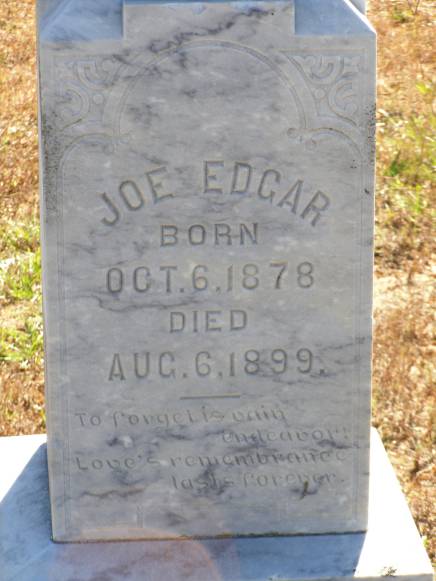 JOE EDGAR
BORN
OCT. 6, 1878
DIED
AUG. 6, 1899.
To forget is vain
endeavor:
Love's remembrance
lasts forever.